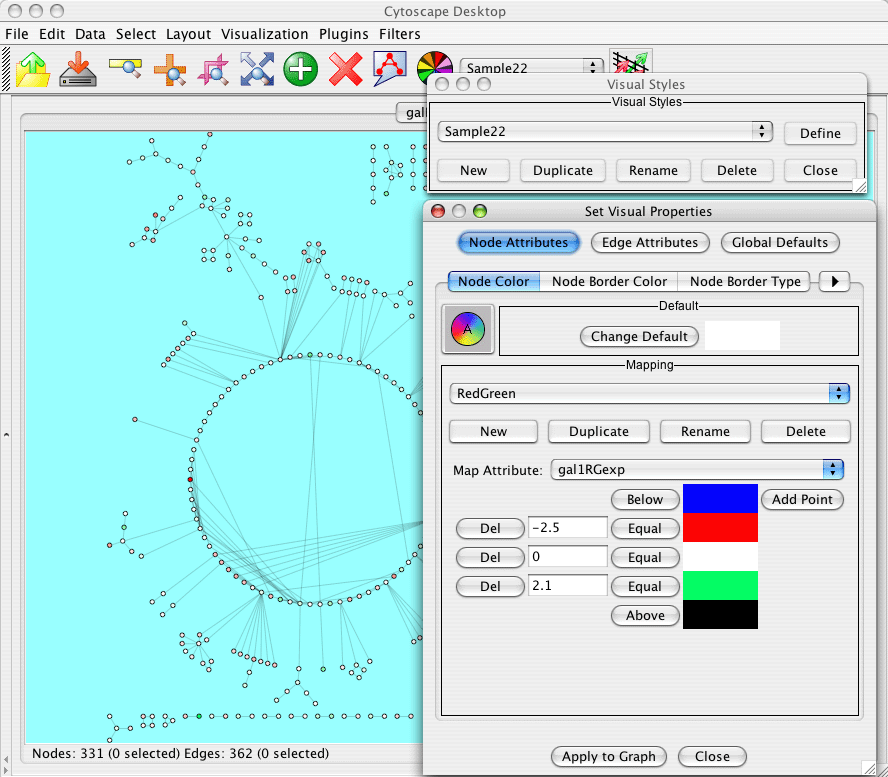 Cytoscape Desktop
File Edit Data Select Layout Visualization Plugins Filters
Sample22
Visual Styles
Visual Styles
Sample22
Define
New Duplicate Rename Delete Close
Set Visual Properties
Node Attributes Edge Attributes Global Defaults
Node Color Node Border Color Node Border Type
Default
A
Change Default
Mapping
RedGreen
New Duplicate Rename Delete
Map Attribute: gal1RGexp
Below Add Point
Del -2.5 Equal
Del 0 Equal
Del 2.1 Equal
Above
Apply to Graph Close
Nodes: 331 (0 selected) Edges: 362 (0 selected)